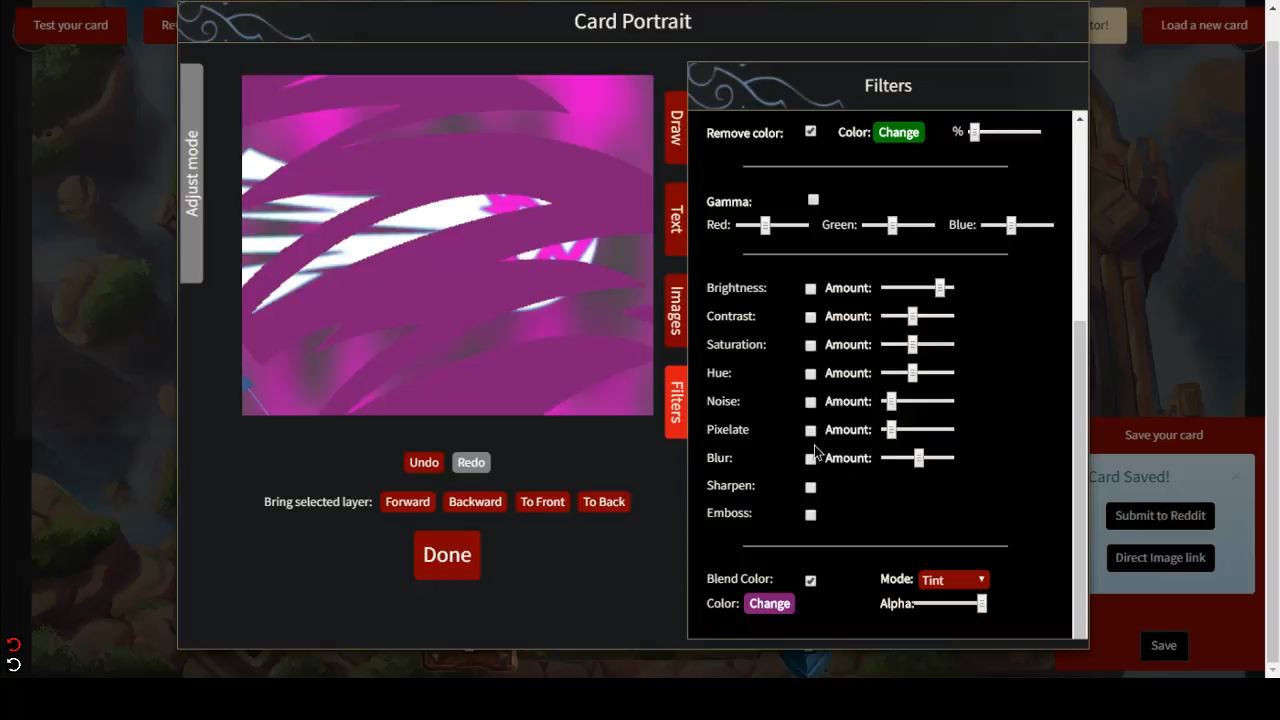 Card Portrait
Test your card
Re
tor!
Load a new card
Adjust mode
Draw
Text
Images
Filters
Filters
Remove color: Color: Change %
Gamma:
Red: Green: Blue:
Brightness: Amount:
Contrast: Amount:
Saturation: Amount:
Hue: Amount:
Noise: Amount:
Pixelate Amount:
Blur: Amount:
Sharpen:
Emboss:
Blend Color: Mode: Tint
Color: Change Alpha:
Undo Redo
Bring selected layer: Forward Backward To Front To Back
Done
Save your card
Card Saved! ×
Submit to Reddit
Direct Image link
Save